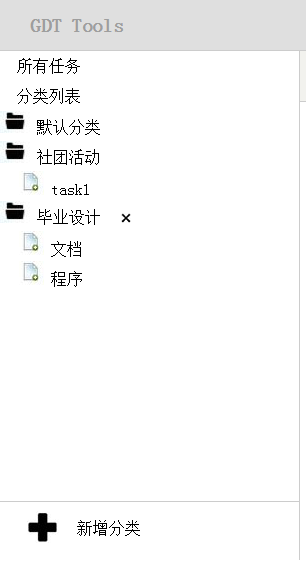 GDT Tools
所有任务
分类列表
默认分类
社团活动
task1
毕业设计 ×
文档
程序
新增分类